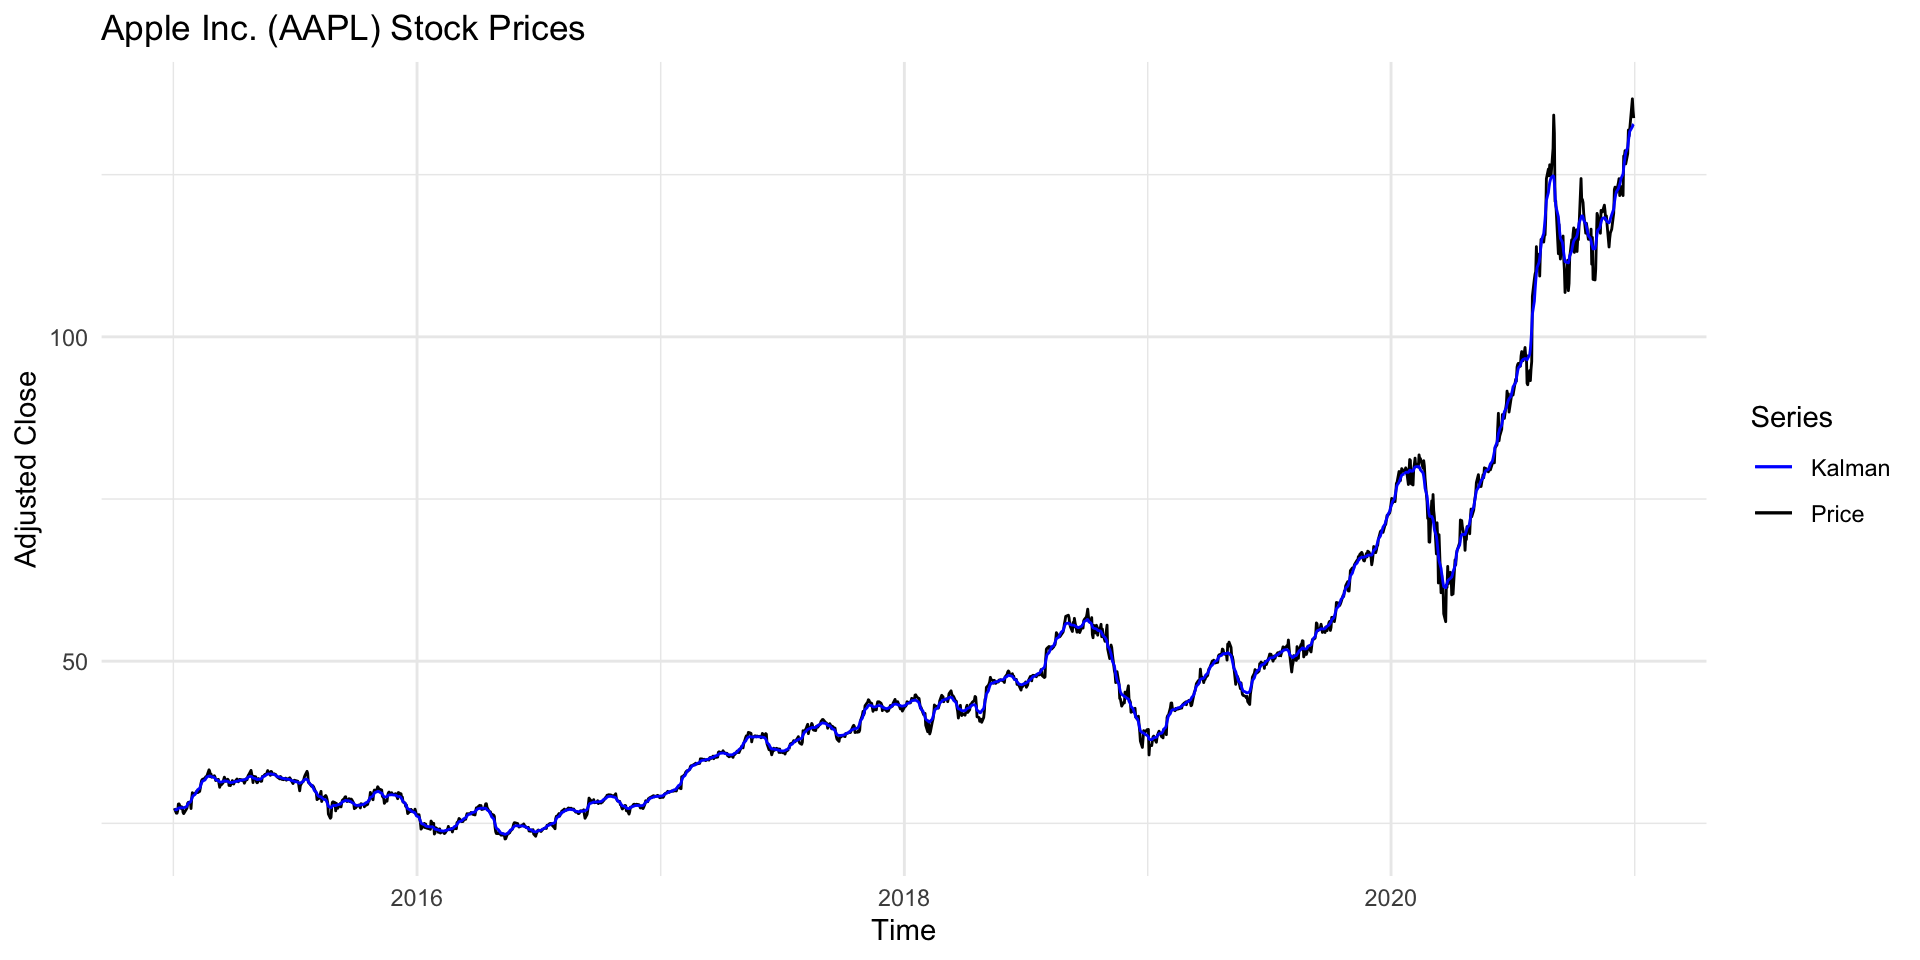 Apple Inc. (AAPL) Stock Prices
Adjusted Close
100
50
2016
2018
2020
Time
Series
Kalman
Price